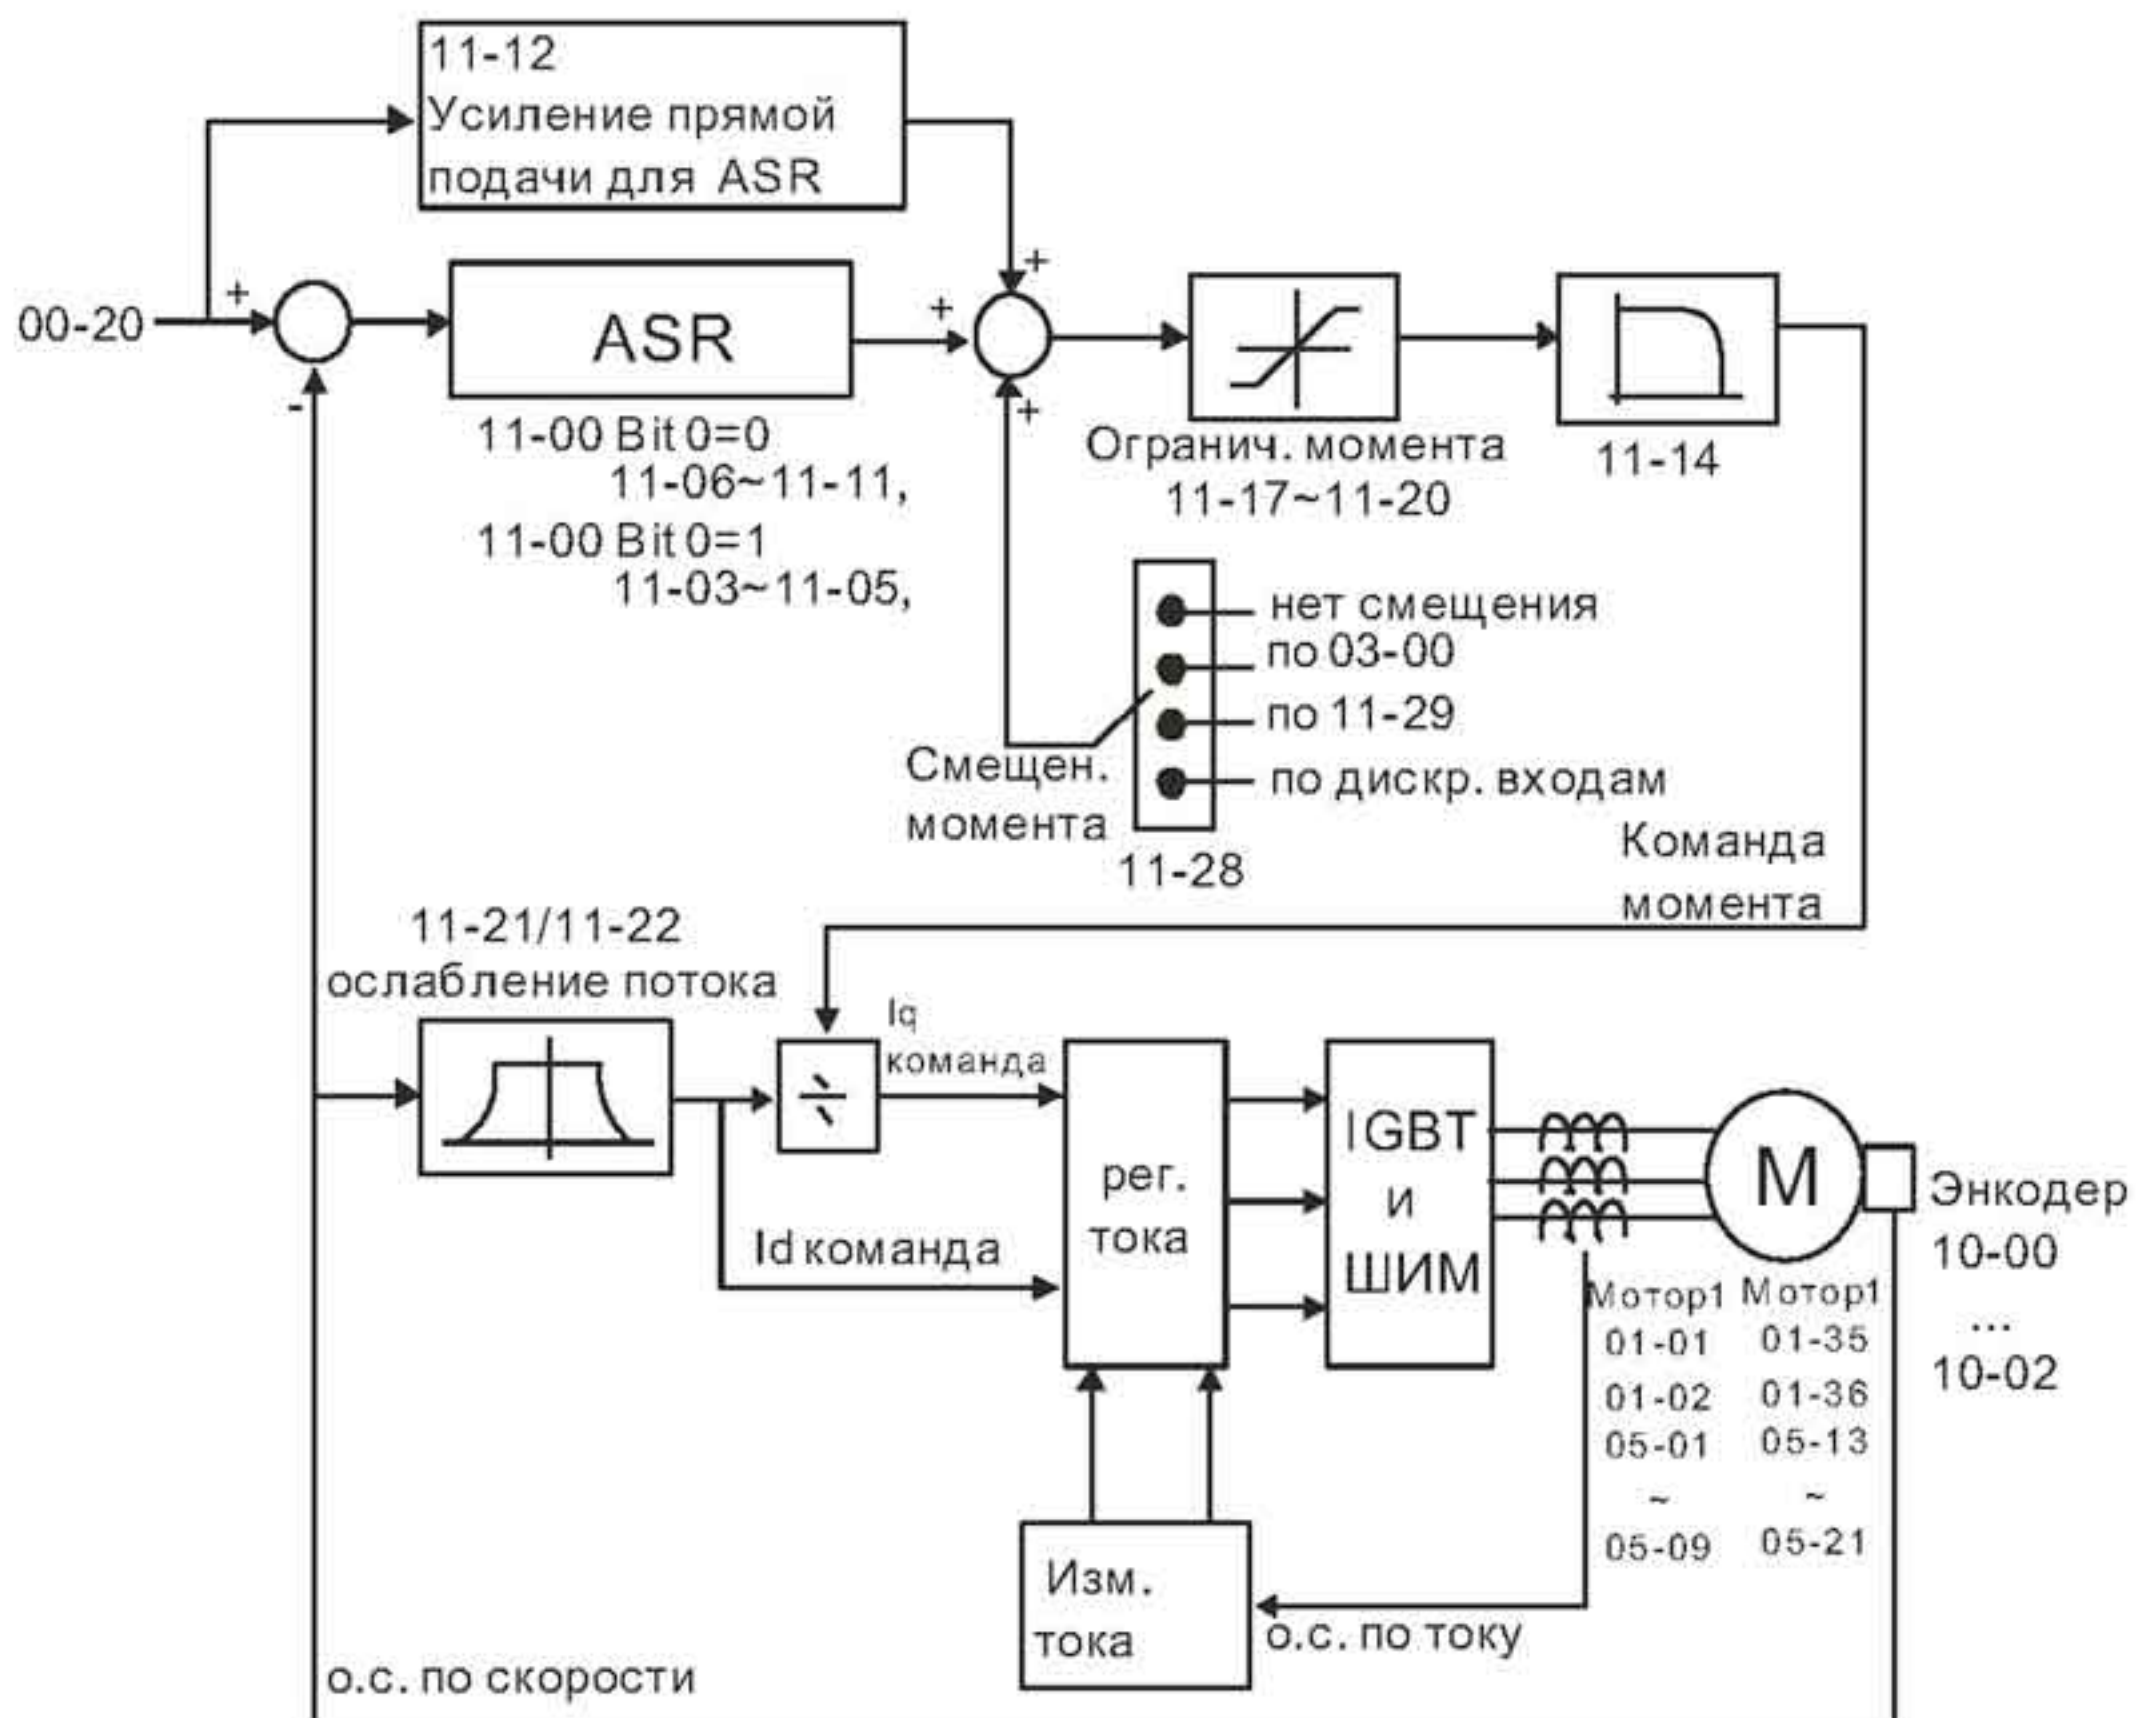 11-12
Усиление прямой
подачи для ASR
00-20
+
-
ASR
+
+
+
11-00 Bit 0=0
11-06~11-11,
11-00 Bit 0=1
11-03~11-05,
Огранич. момента
11-17~11-20
11-14
нет смещения
по 03-00
по 11-29
по дискр. входам
Смещен.
момента
11-28
Команда
момента
11-21/11-22
ослабление потока
Iq
команда
Id команда
рег.
тока
IGBT
и
ШИМ
M
Энкодер
10-00
...
10-02
Мотор1 Мотор1
01-01 01-35
01-02 01-36
05-01 05-13
~ ~
05-09 05-21
Изм.
тока
о.с. по току
о.с. по скорости